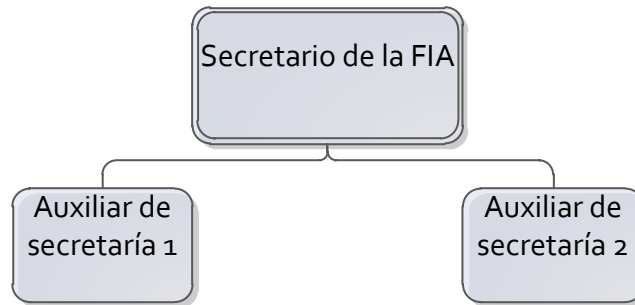 Secretario de la FIA
Auxiliar de
secretaría 1
Auxiliar de
secretaría 2